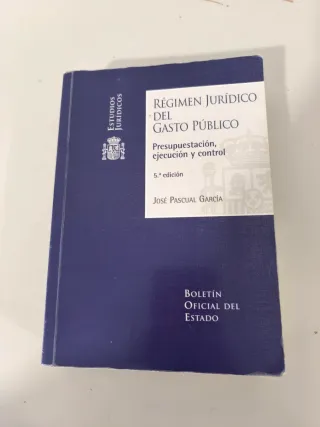 ESTUDIOS
JURÍDICOS
RÉGIMEN JURÍDICO
DEL
GASTO PÚBLICO
Presupuestación,
ejecución y control
5.ª edición
JOSÉ PASCUAL GARCÍA
BOLETÍN
OFICIAL DEL
ESTADO